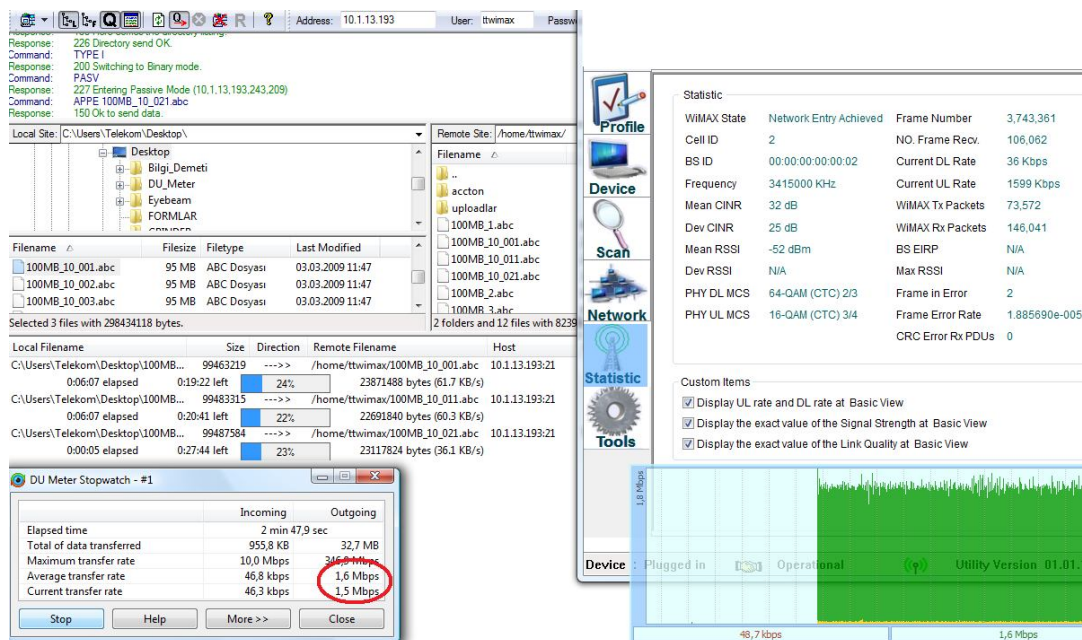 Address: 10.1.13.193 User: ttwimax
Response: 226 Directory send OK.
Command: TYPE I
Response: 200 Switching to Binary mode.
Command: PASV
Response: 227 Entering Passive Mode (10,1,13,193,243,209)
Command: APPE 100MB_10_021.abc
Response: 150 Ok to send data.
Local Site: C:\Users\Telekom\Desktop\
Desktop
Bilgi_Demeti
DU_Meter
Eyebeam
FORMLAR
Remote Site: /home/ttwimax/
Filename
..
accton
uploadlar
100MB_1.abc
100MB_10_001.abc
100MB_10_011.abc
100MB_10_021.abc
100MB_2.abc
100MB_3.abc
Filename Filesize Filetype Last Modified
100MB_10_001.abc 95 MB ABC Dosyası 03.03.2009 11:47
100MB_10_002.abc 95 MB ABC Dosyası 03.03.2009 11:47
100MB_10_003.abc 95 MB ABC Dosyası 03.03.2009 11:47
Selected 3 files with 298434118 bytes.
2 folders and 12 files with 8239
Local Filename Size Direction Remote Filename Host
C:\Users\Telekom\Desktop\100MB... 99463219 --->> /home/ttwimax/100MB_10_001.abc 10.1.13.193:21
0:06:07 elapsed 0:19:22 left 24% 23871488 bytes (61.7 KB/s)
C:\Users\Telekom\Desktop\100MB... 99483315 --->> /home/ttwimax/100MB_10_011.abc 10.1.13.193:21
0:06:07 elapsed 0:20:41 left 22% 22691840 bytes (60.3 KB/s)
C:\Users\Telekom\Desktop\100MB... 99487584 --->> /home/ttwimax/100MB_10_021.abc 10.1.13.193:21
0:00:05 elapsed 0:27:44 left 23% 23117824 bytes (36.1 KB/s)
DU Meter Stopwatch - #1
Incoming Outgoing
Elapsed time 2 min 47,9 sec
Total of data transferred 955,8 KB 32,7 MB
Maximum transfer rate 10,0 Mbps 346,9 Mbps
Average transfer rate 46,8 kbps 1,6 Mbps
Current transfer rate 46,3 kbps 1,5 Mbps
Stop Help More >> Close
Profile
Device
Scan
Network
Statistic
Tools
Statistic
WiMAX State Network Entry Achieved Frame Number 3,743,361
Cell ID 2 NO. Frame Recv. 106,062
BS ID 00:00:00:00:00:02 Current DL Rate 36 Kbps
Frequency 3415000 KHz Current UL Rate 1599 Kbps
Mean CINR 32 dB WiMAX Tx Packets 73,572
Dev CINR 25 dB WiMAX Rx Packets 146,041
Mean RSSI -52 dBm BS EIRP N/A
Dev RSSI N/A Max RSSI N/A
PHY DL MCS 64-QAM (CTC) 2/3 Frame in Error 2
PHY UL MCS 16-QAM (CTC) 3/4 Frame Error Rate 1.885690e-005
CRC Error Rx PDUs 0
Custom Items
Display UL rate and DL rate at Basic View
Display the exact value of the Signal Strength at Basic View
Display the exact value of the Link Quality at Basic View
1,8 Mbps
Device : Plugged in Operational Utility Version 01.01.
48,7 kbps 1,6 Mbps